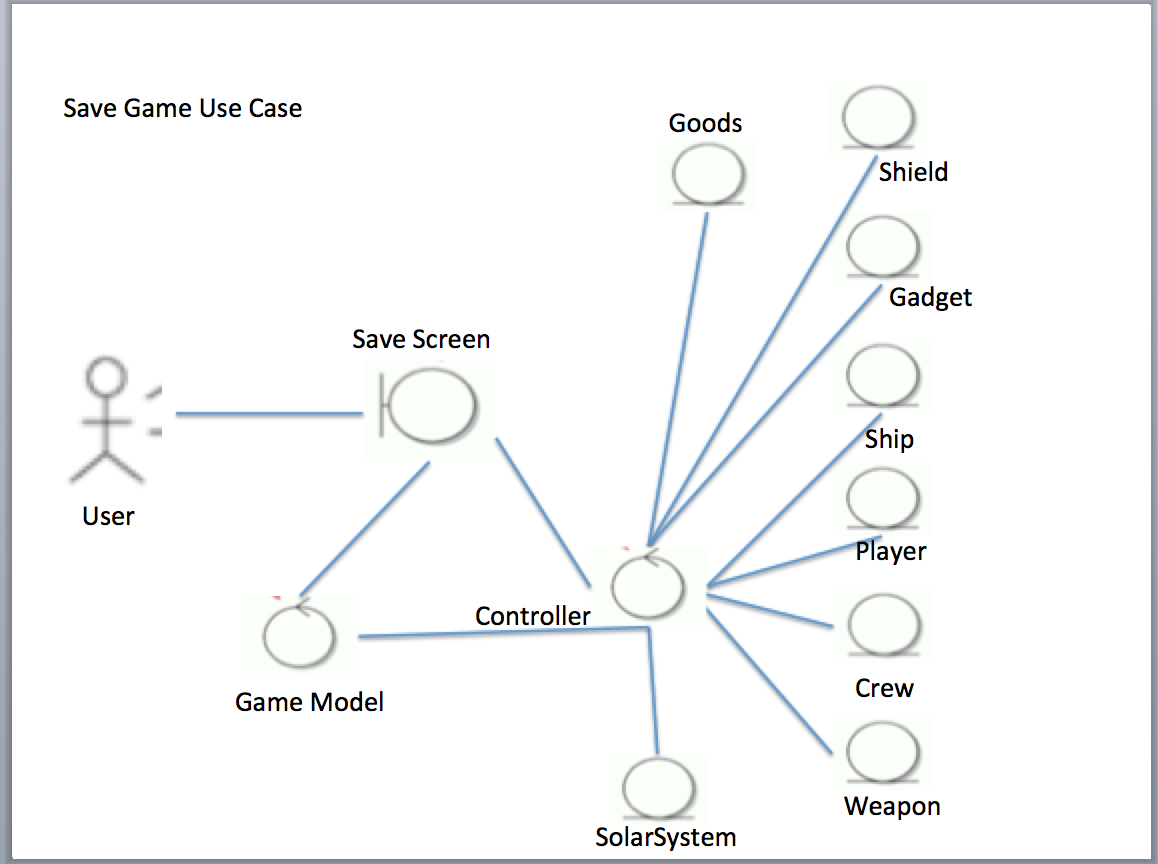 Save Game Use Case
Goods
Shield
Gadget
Save Screen
Ship
User
Player
Controller
Crew
Game Model
Weapon
SolarSystem